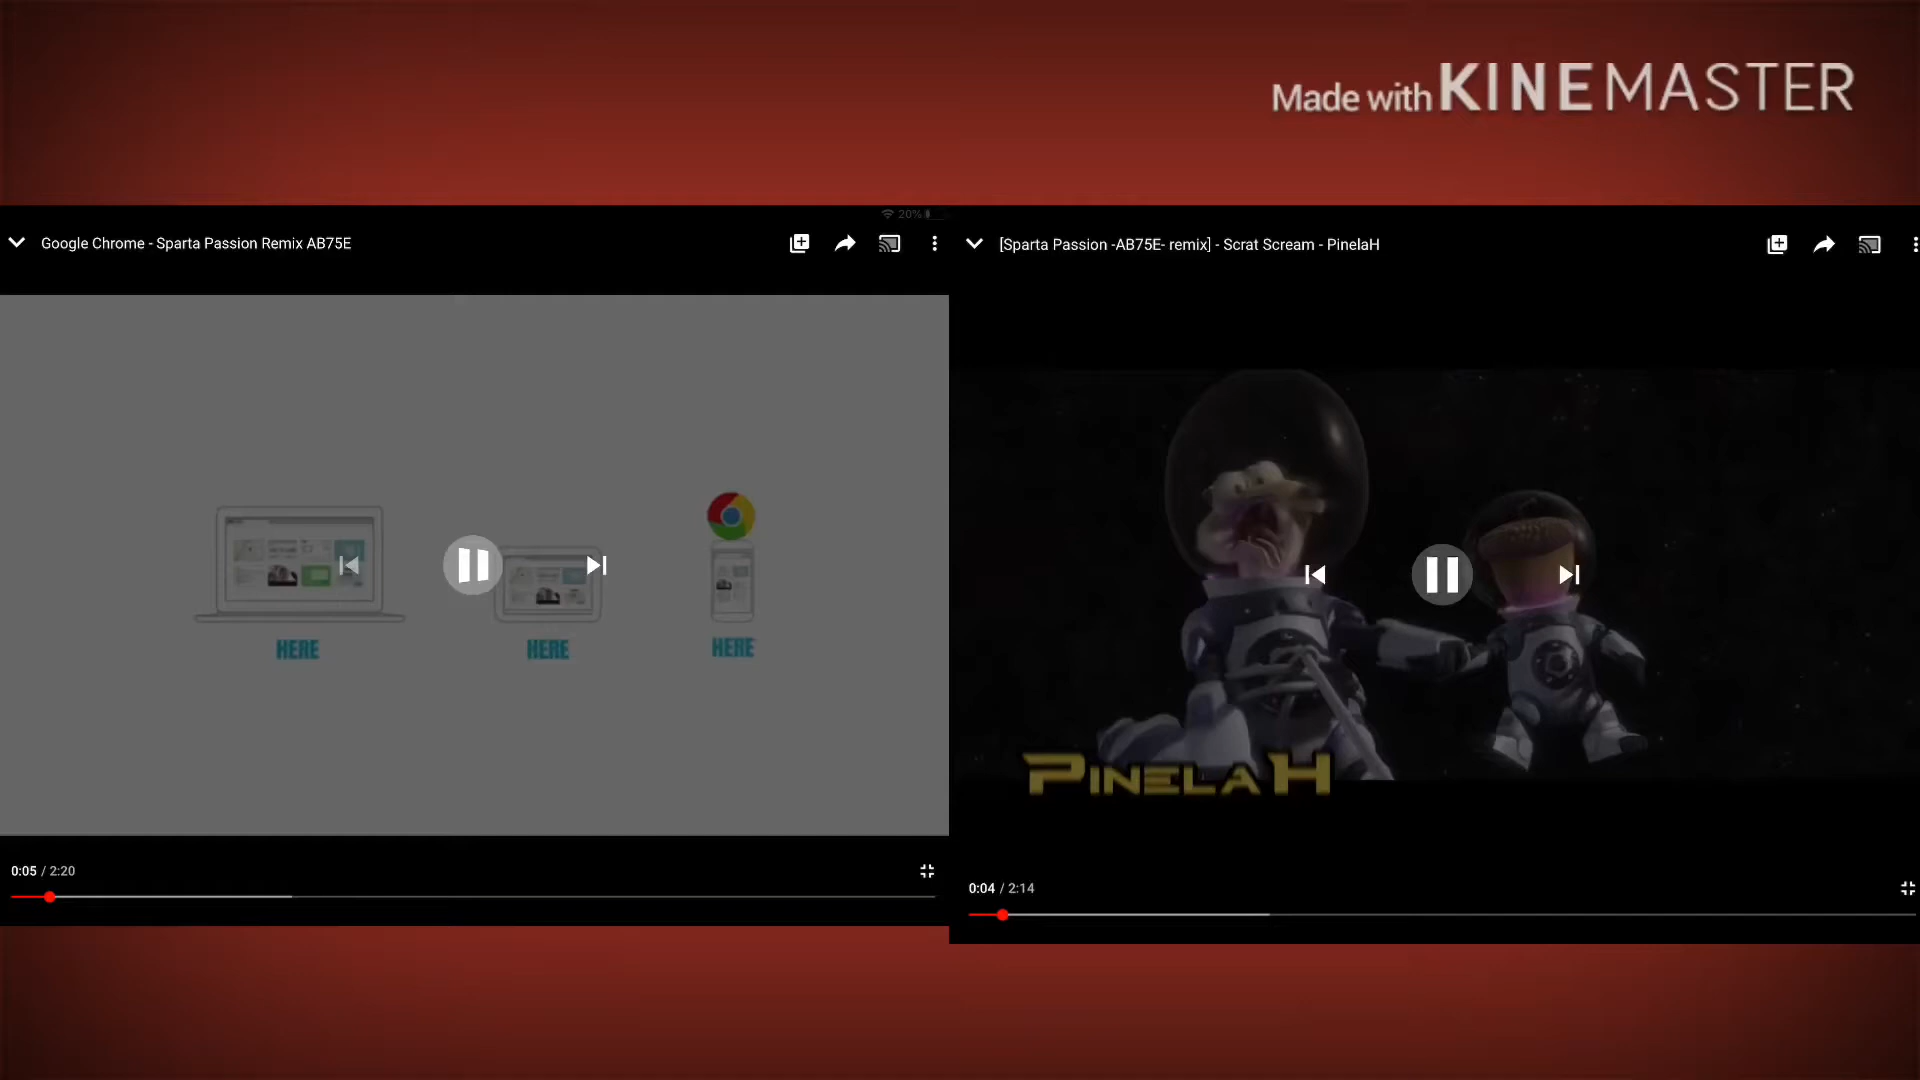 Made with KINEMASTER
20%
Google Chrome - Sparta Passion Remix AB75E
[Sparta Passion -AB75E- remix] - Scrat Scream - PinelaH
HERE
HERE
HERE
PINELAH
0:05 / 2:20
0:04 / 2:14